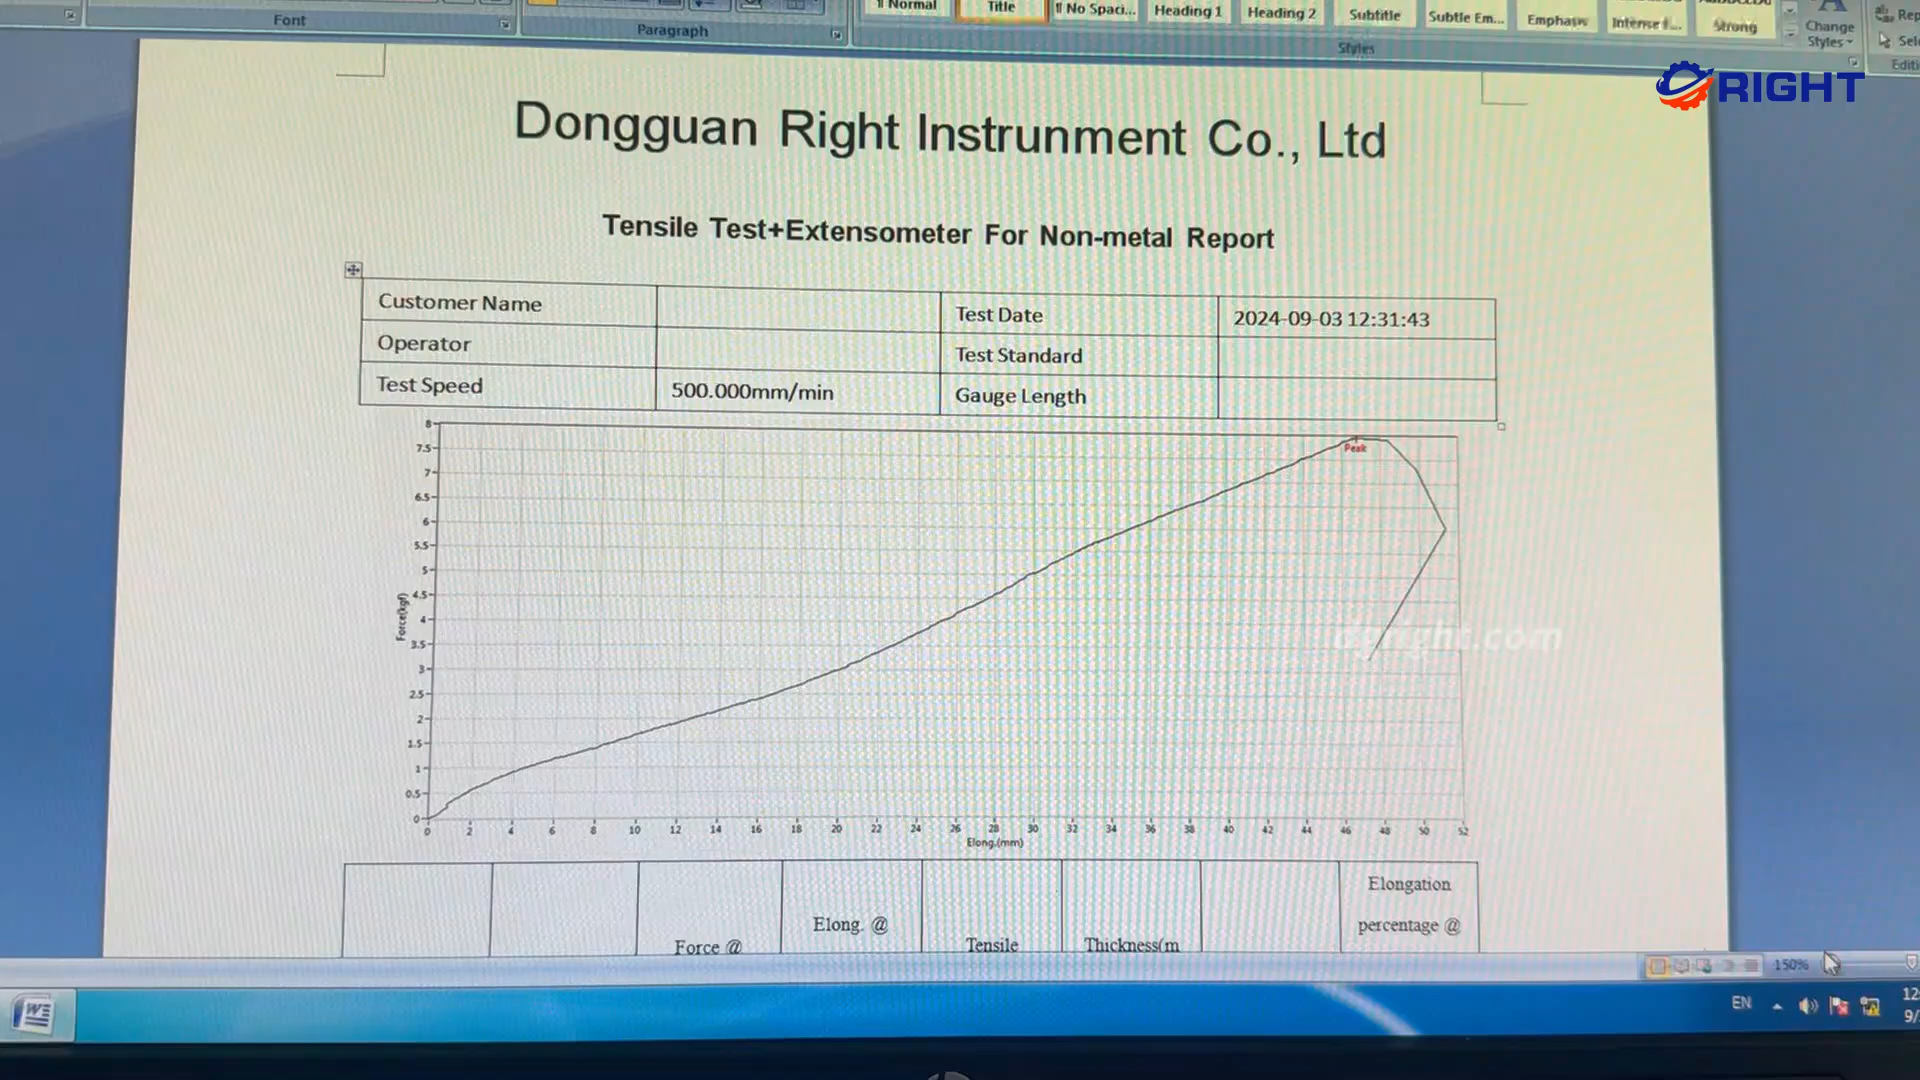 Font
Paragraph
¶ Normal
Title
¶ No Spaci...
Heading 1
Heading 2
Subtitle
Subtle Em...
Emphasis
Intense E...
Strong
Change
Styles
Styles
RIGHT
Dongguan Right Instrunment Co., Ltd
Tensile Test+Extensometer For Non-metal Report
Customer Name
Test Date
2024-09-03 12:31:43
Operator
Test Standard
Test Speed
500.000mm/min
Gauge Length
8
7.5
7
6.5
6
5.5
5
4.5
4
3.5
3
2.5
2
1.5
1
0.5
0
Force(kgf)
Peak
dgright.com
0 2 4 6 8 10 12 14 16 18 20 22 24 26 28 30 32 34 36 38 40 42 44 46 48 50 52
Elong.(mm)
Force @
Elong. @
Tensile
Thickness(m
Elongation
percentage @
150%
EN